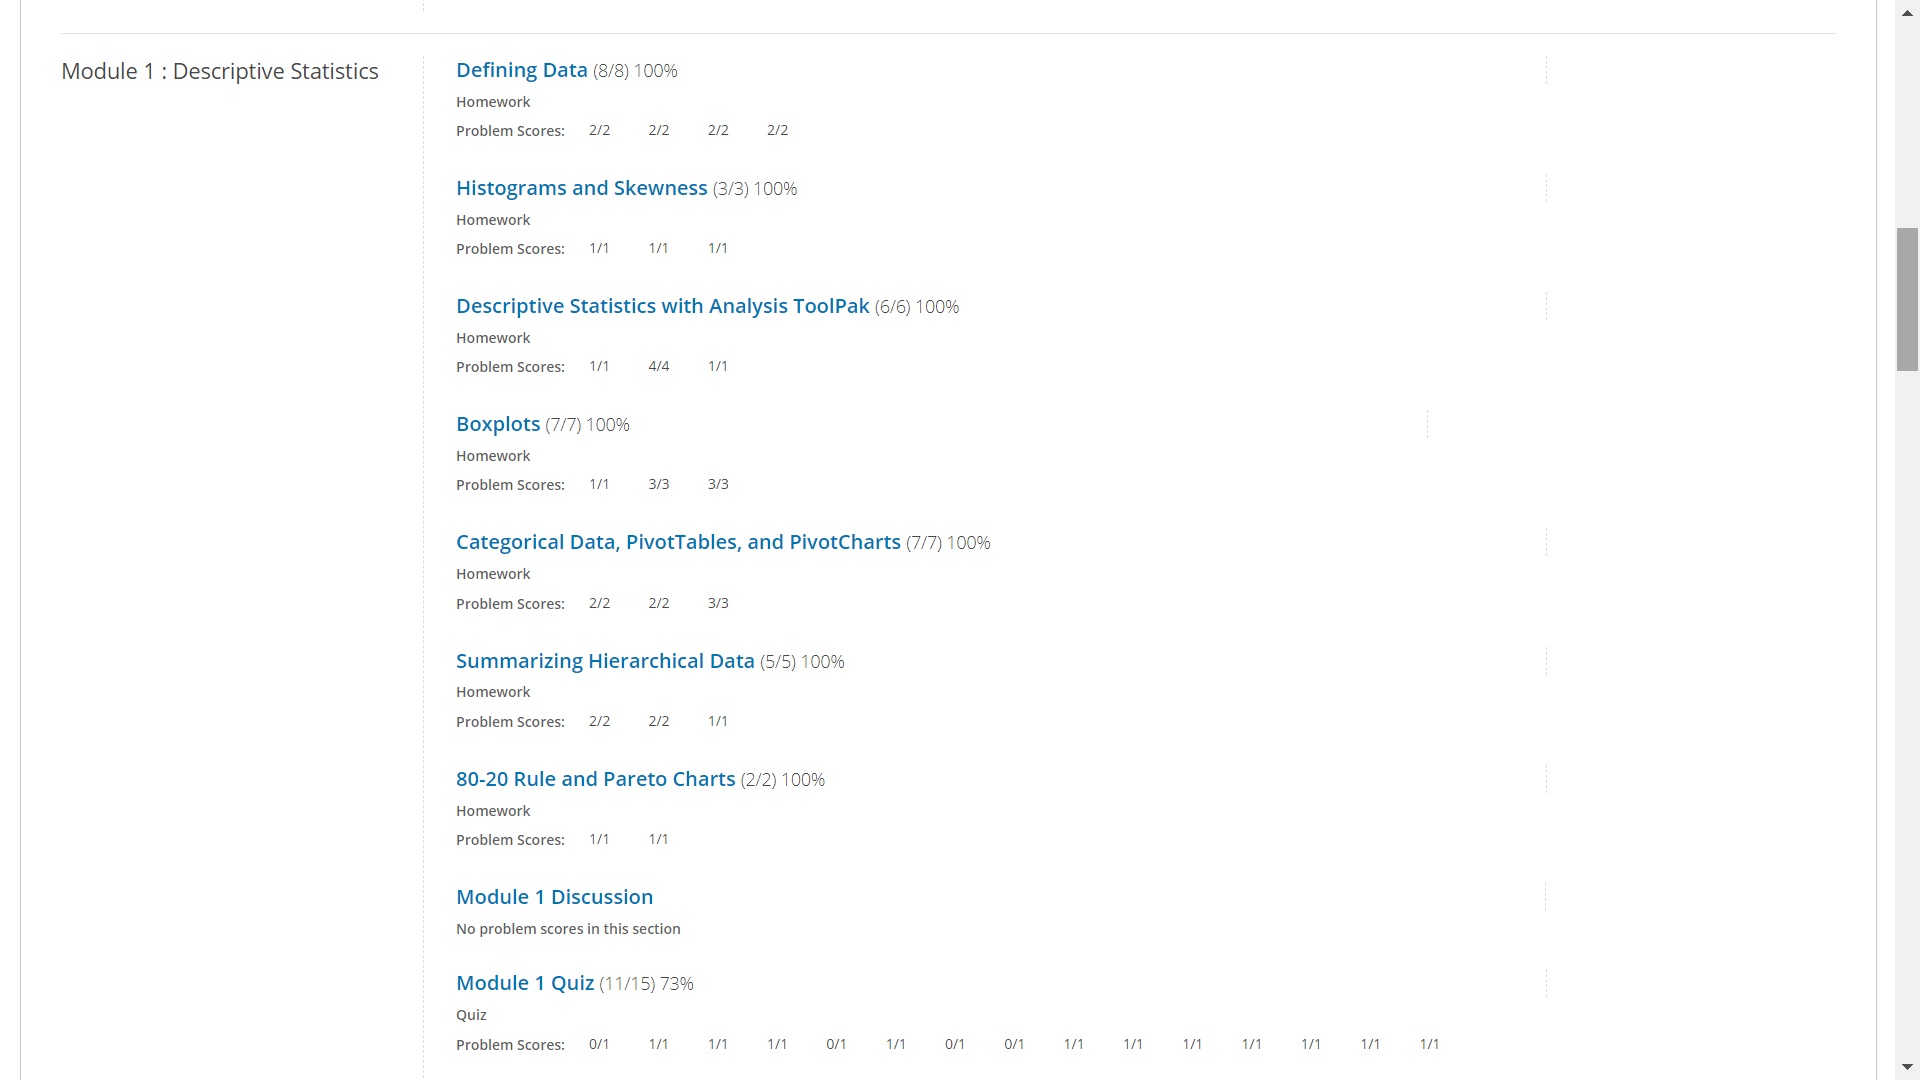 Module 1 : Descriptive Statistics
Defining Data (8/8) 100%
Homework
Problem Scores: 2/2 2/2 2/2 2/2
Histograms and Skewness (3/3) 100%
Homework
Problem Scores: 1/1 1/1 1/1
Descriptive Statistics with Analysis ToolPak (6/6) 100%
Homework
Problem Scores: 1/1 4/4 1/1
Boxplots (7/7) 100%
Homework
Problem Scores: 1/1 3/3 3/3
Categorical Data, PivotTables, and PivotCharts (7/7) 100%
Homework
Problem Scores: 2/2 2/2 3/3
Summarizing Hierarchical Data (5/5) 100%
Homework
Problem Scores: 2/2 2/2 1/1
80-20 Rule and Pareto Charts (2/2) 100%
Homework
Problem Scores: 1/1 1/1
Module 1 Discussion
No problem scores in this section
Module 1 Quiz (11/15) 73%
Quiz
Problem Scores: 0/1 1/1 1/1 1/1 0/1 1/1 0/1 0/1 1/1 1/1 1/1 1/1 1/1 1/1 1/1